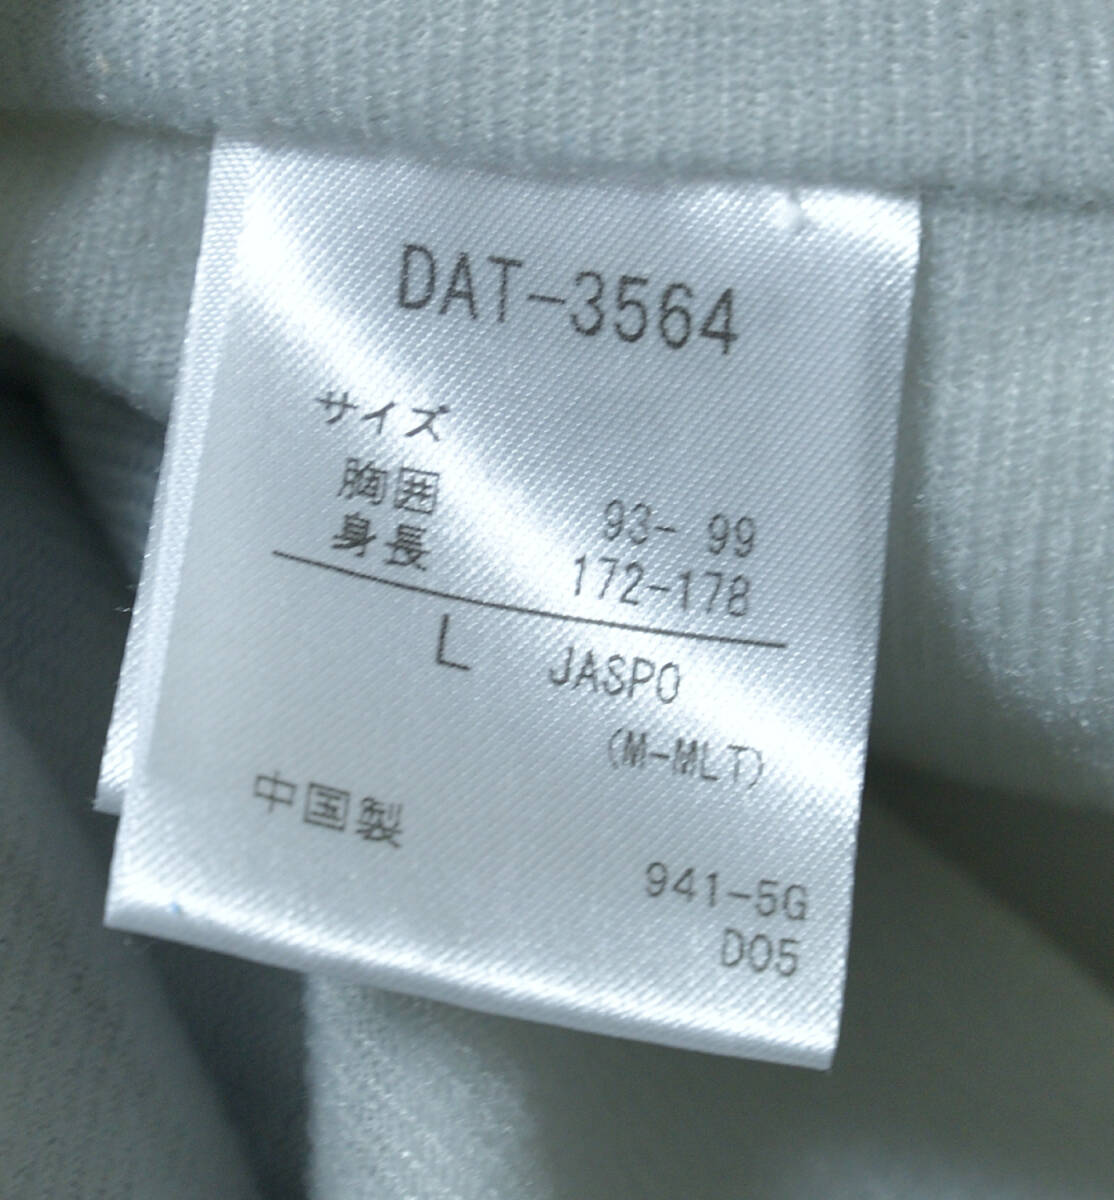 DAT-3564
サイズ
胸囲 93- 99
身長 172-178
L JASPO
(M-MLT)
中国製
941-5G
D05